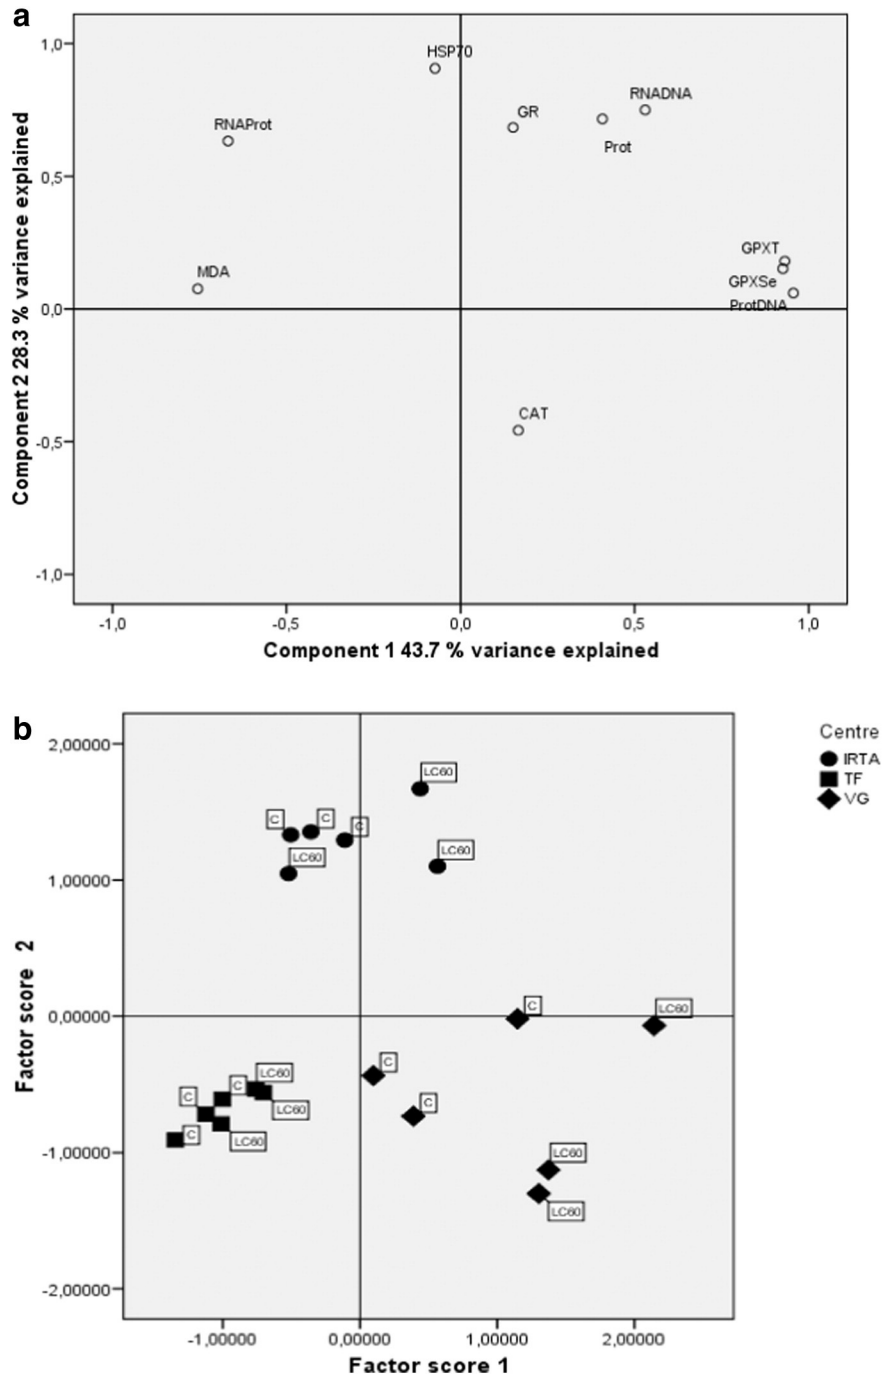 a
1,0
0,5
0,0
-0,5
-1,0
Component 2 28.3 % variance explained
HSP70
RNADNA
GR
RNAProt
Prot
GPXT
MDA
GPXSe
ProtDNA
CAT
-1,0 -0,5 0,0 0,5 1,0
Component 1 43.7 % variance explained
b
Centre
IRTA
TF
VG
2,00000
1,00000
0,00000
-1,00000
-2,00000
Factor score 2
LC60
C C C
LC60
LC60
C
LC60
C
LC60
C
C
C
LC60
C
LC60
LC60
LC60
-1,00000 0,00000 1,00000 2,00000
Factor score 1